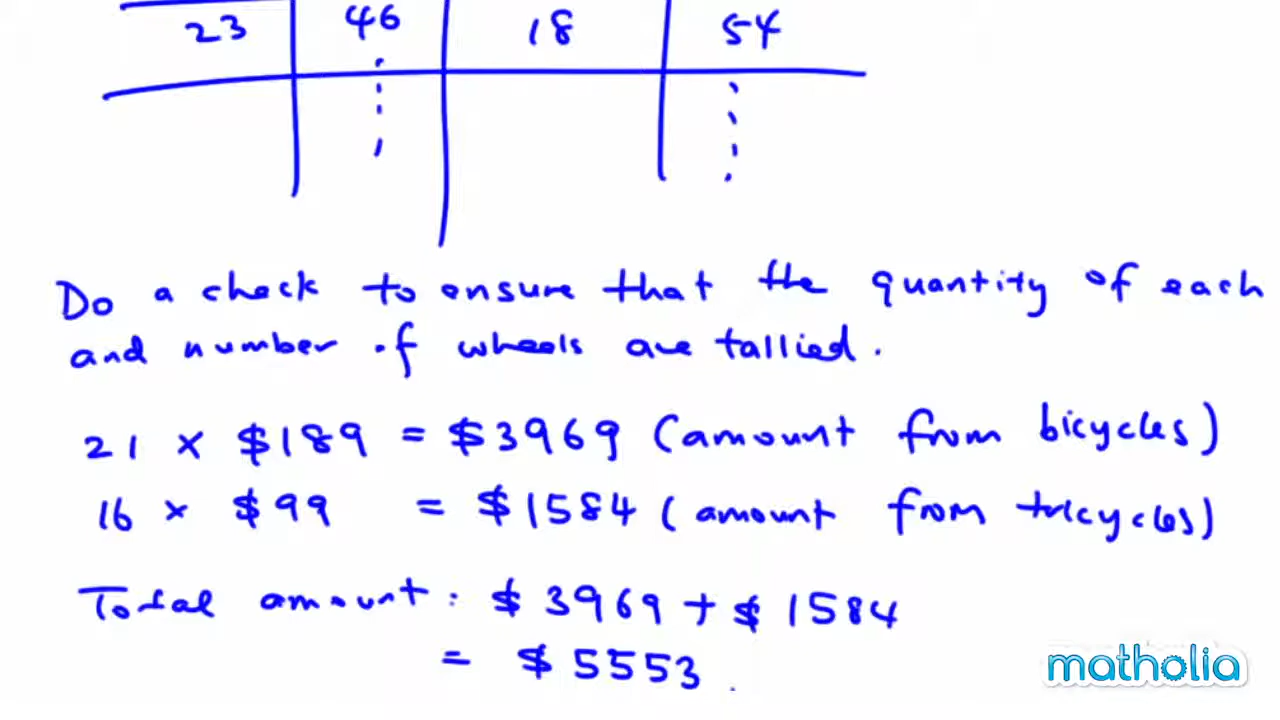 23 46 18 54
Do a check to ensure that the quantity of each
and number of wheels are tallied.
21 × $189 = $3969 (amount from bicycles)
16 × $99 = $1584 (amount from tricycles)
Total amount: $3969 + $1584
= $5553.
matholia